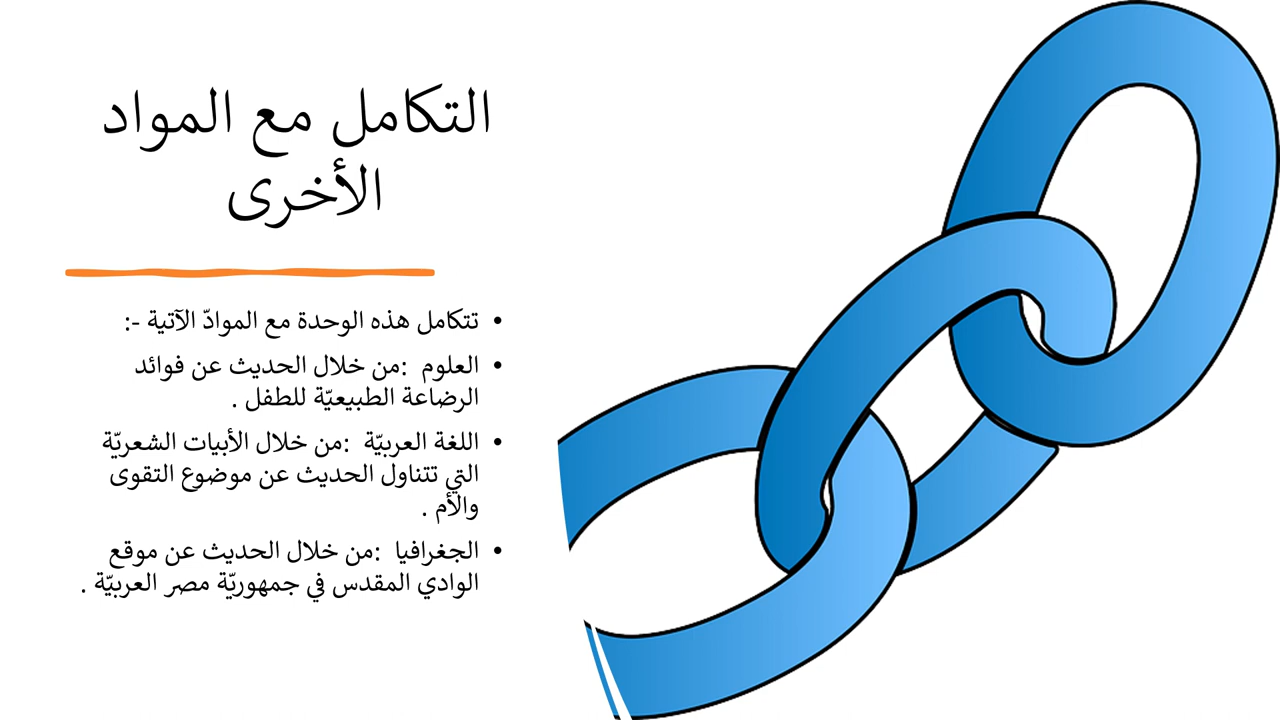 التكامل مع المواد
الأخرى
• تتكامل هذه الوحدة مع الموادّ الآتية -:
• العلوم :من خلال الحديث عن فوائد
الرضاعة الطبيعيّة للطفل .
• اللغة العربيّة :من خلال الأبيات الشعريّة
التي تتناول الحديث عن موضوع التقوى
والأم .
• الجغرافيا :من خلال الحديث عن موقع
الوادي المقدس في جمهوريّة مصر العربيّة .